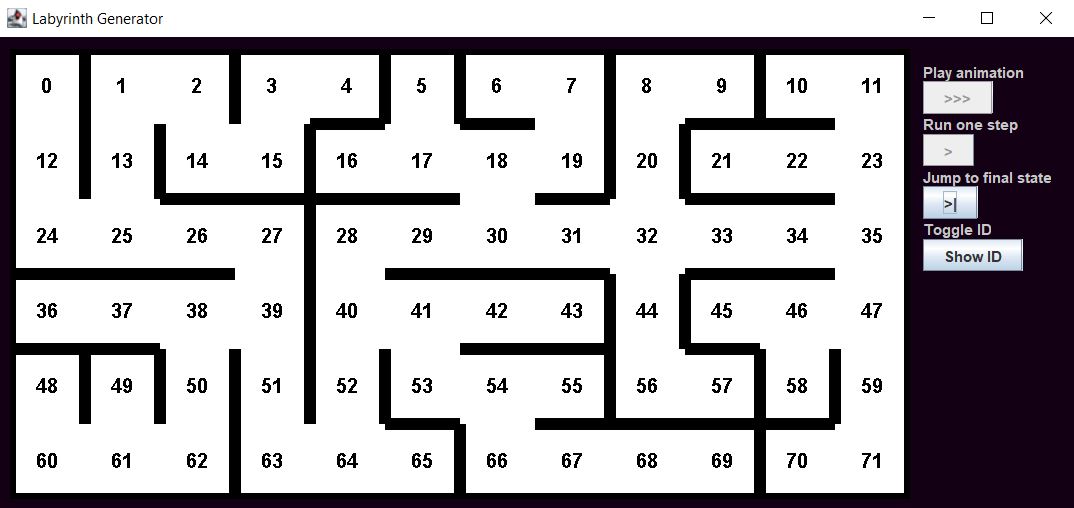 Labyrinth Generator
0 1 2 3 4 5 6 7 8 9 10 11
12 13 14 15 16 17 18 19 20 21 22 23
24 25 26 27 28 29 30 31 32 33 34 35
36 37 38 39 40 41 42 43 44 45 46 47
48 49 50 51 52 53 54 55 56 57 58 59
60 61 62 63 64 65 66 67 68 69 70 71
Play animation
>>>
Run one step
>
Jump to final state
>|
Toggle ID
Show ID